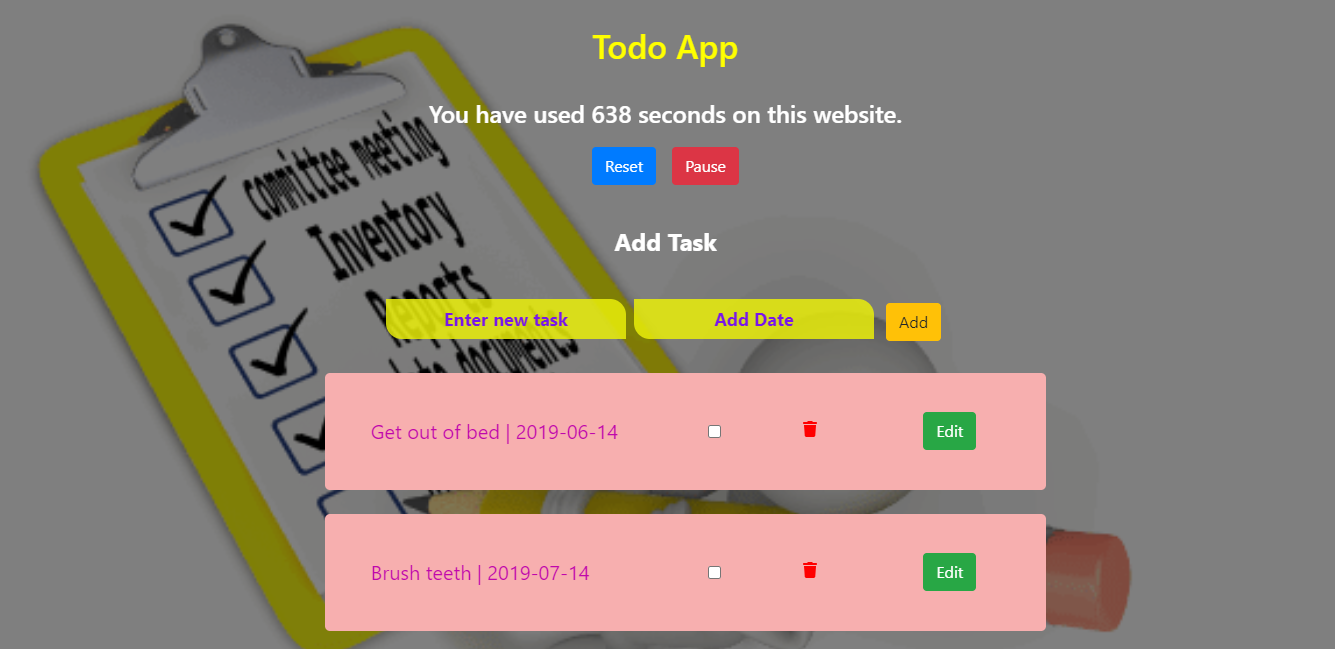 Todo App
You have used 638 seconds on this website.
Reset Pause
Add Task
Enter new task Add Date Add
Get out of bed | 2019-06-14 Edit
Brush teeth | 2019-07-14 Edit
committee meeting
Inventory
Reports
documents